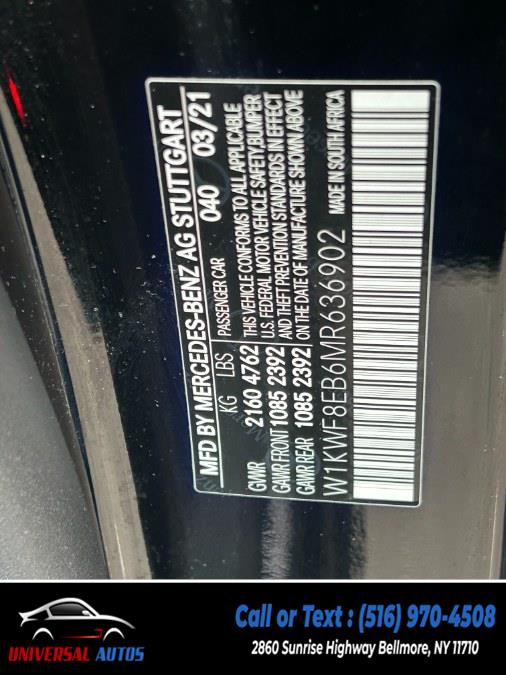 MFD BY MERCEDES-BENZ AG STUTTGART
040 03/21
KG LBS PASSENGER CAR
GVWR 2160 4762
GAWR FRONT 1085 2392
GAWR REAR 1085 2392
THIS VEHICLE CONFORMS TO ALL APPLICABLE
U.S. FEDERAL MOTOR VEHICLE SAFETY, BUMPER
AND THEFT PREVENTION STANDARDS IN EFFECT
ON THE DATE OF MANUFACTURE SHOWN ABOVE
W1KWF8EB6MR636902 MADE IN SOUTH AFRICA
UNIVERSAL AUTOS
Call or Text : (516) 970-4508
2860 Sunrise Highway Bellmore, NY 11710